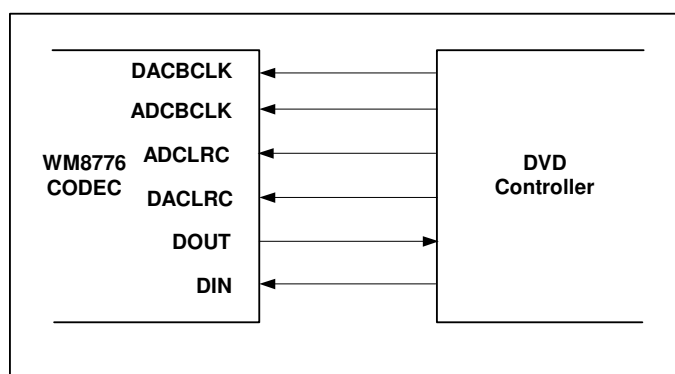 DACBCLK
ADCBCLK
ADCLRC
WM8776
CODEC
DACLRC
DOUT
DIN
DVD
Controller